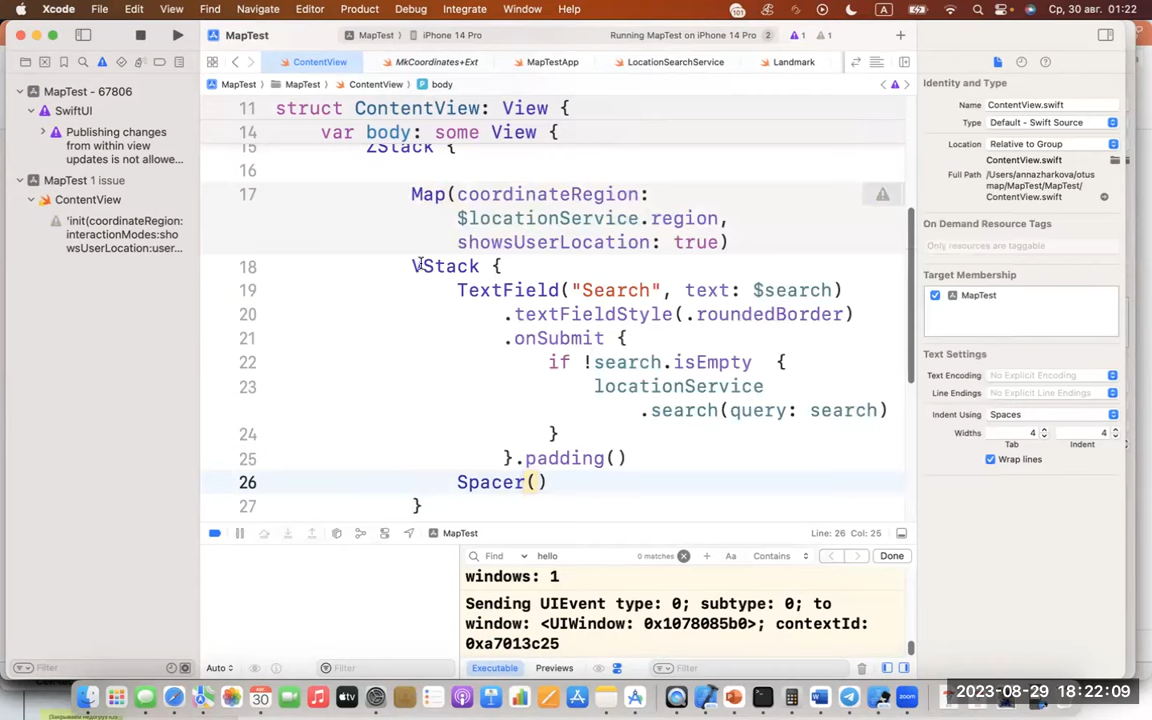 Xcode File Edit View Find Navigate Editor Product Debug Integrate Window Help 101 A Ср, 30 авг. 01:22
MapTest MapTest iPhone 14 Pro Running MapTest on iPhone 14 Pro 2 1 1
ContentView MkCoordinates+Ext MapTestApp LocationSearchService Landmark
MapTest MapTest ContentView body
11 struct ContentView: View {
14 var body: some View {
15 ZStack {
16
17 Map(coordinateRegion:
$locationService.region,
showsUserLocation: true)
18 VStack {
19 TextField("Search", text: $search)
20 .textFieldStyle(.roundedBorder)
21 .onSubmit {
22 if !search.isEmpty {
23 locationService
.search(query: search)
24 }
25 }.padding()
26 Spacer()
27 }
MapTest - 67806
SwiftUI
Publishing changes
from within view
updates is not allowe...
MapTest 1 issue
ContentView
'init(coordinateRegion:
interactionModes:sho
wsUserLocation:user...
Filter
Identity and Type
Name ContentView.swift
Type Default - Swift Source
Location Relative to Group
ContentView.swift
Full Path /Users/annazharkova/otus
map/MapTest/MapTest/
ContentView.swift
On Demand Resource Tags
Only resources are taggable
Target Membership
MapTest
Text Settings
Text Encoding No Explicit Encoding
Line Endings No Explicit Line Endings
Indent Using Spaces
Widths 4 4
Tab Indent
Wrap lines
MapTest Line: 26 Col: 25
Find hello 0 matches Aa Contains Done
windows: 1
Sending UIEvent type: 0; subtype: 0; to
window: <UIWindow: 0x1078085b0>; contextId:
0xa7013c25
Auto Filter Executable Previews Filter
30 tv zoom
2023-08-29 18:22:09